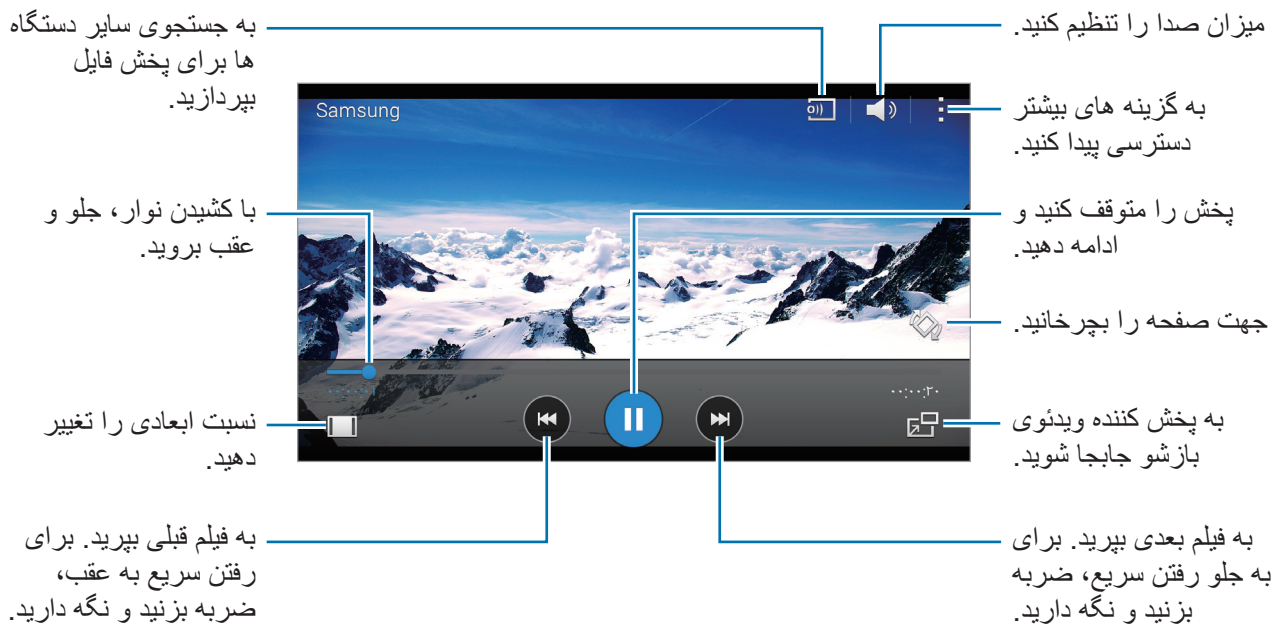 میزان صدا را تنظیم کنید.
به گزینه های بیشتر
دسترسی پیدا کنید.
پخش را متوقف کنید و
ادامه دهید.
جهت صفحه را بچرخانید.
به پخش کننده ویدئوی
بازشو جابجا شوید.
به فیلم بعدی بپرید. برای
به جلو رفتن سریع، ضربه
بزنید و نگه دارید.
Samsung
۰۰:۰۰:۲۰
به جستجوی سایر دستگاه
ها برای پخش فایل
بپردازید.
با کشیدن نوار، جلو و
عقب بروید.
نسبت ابعادی را تغییر
دهید.
به فیلم قبلی بپرید. برای
رفتن سریع به عقب،
ضربه بزنید و نگه دارید.